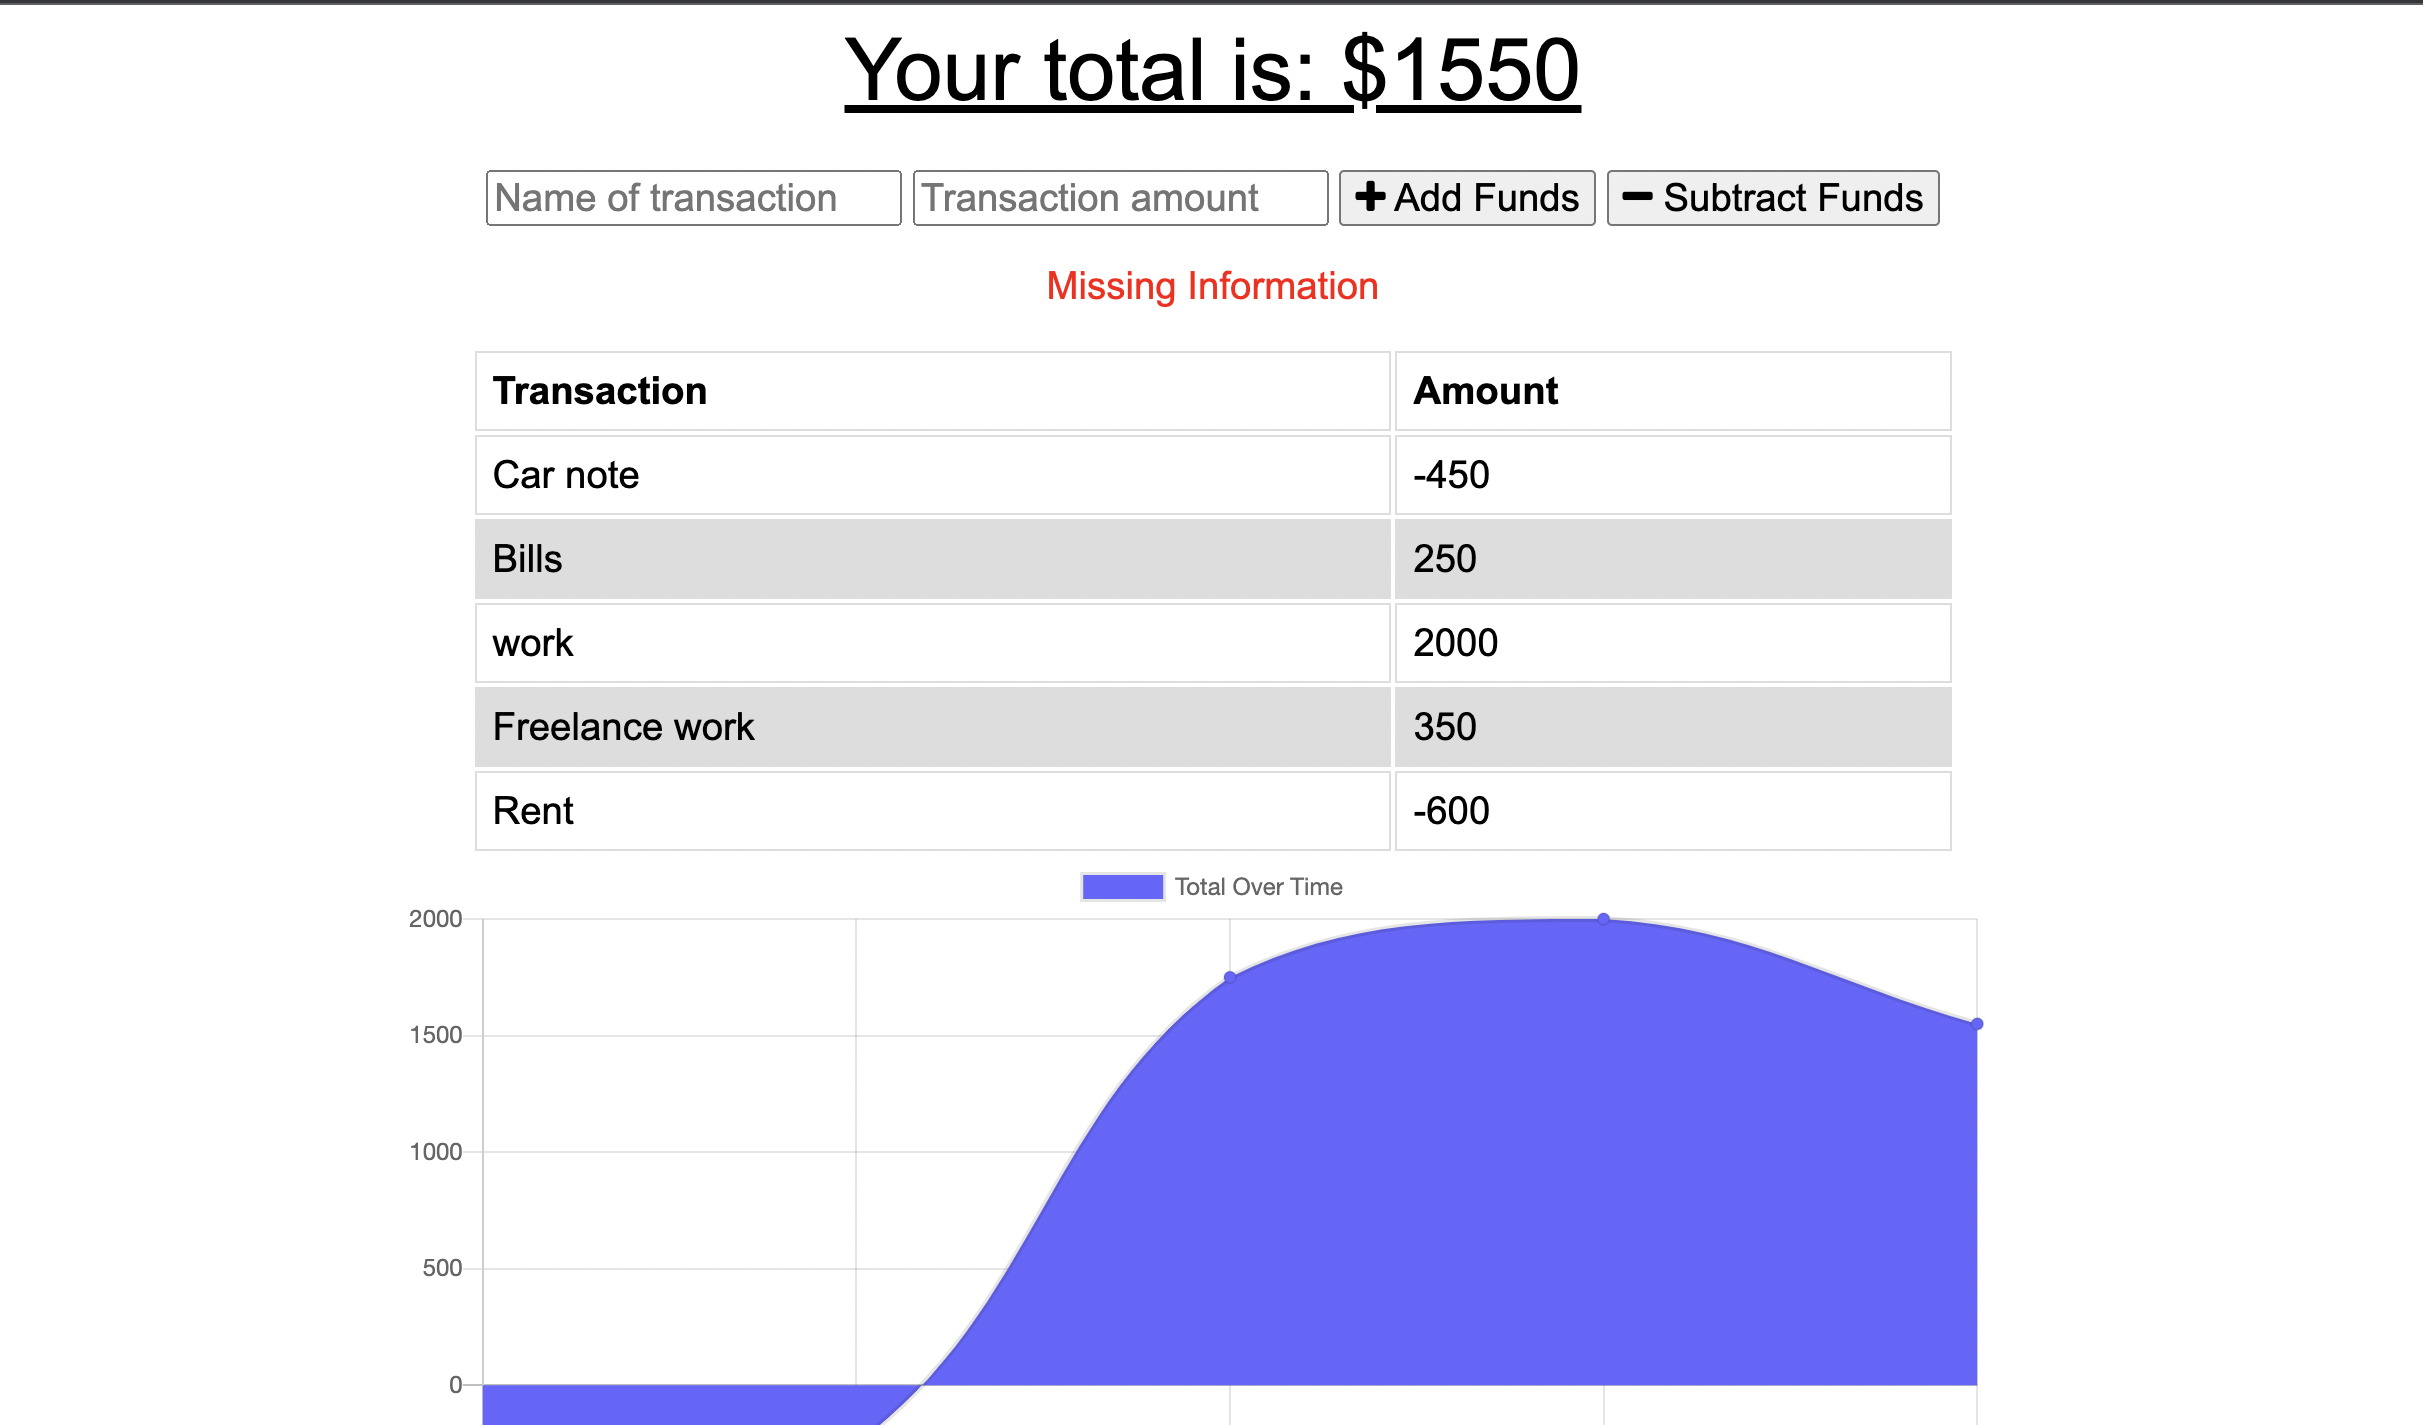 Your total is: $1550
Name of transaction Transaction amount Add Funds Subtract Funds
Missing Information
Transaction Amount
Car note -450
Bills 250
work 2000
Freelance work 350
Rent -600
Total Over Time
2000
1500
1000
500
0